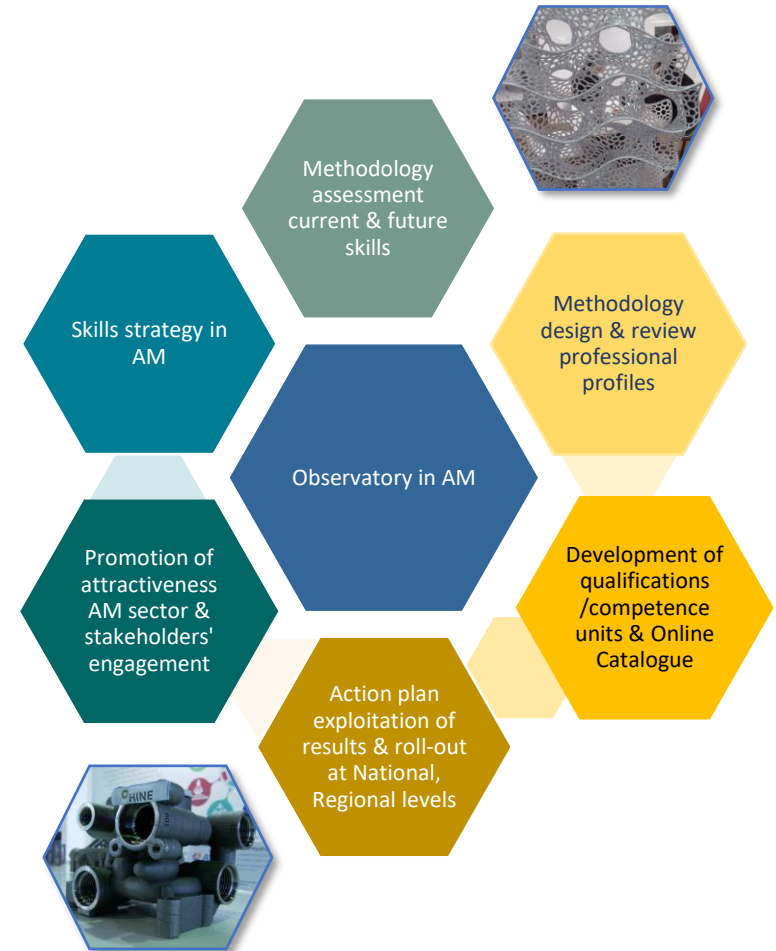 Methodology
assessment
current & future
skills
Skills strategy in
AM
Methodology
design & review
professional
profiles
Observatory in AM
Promotion of
attractiveness
AM sector &
stakeholders'
engagement
Development of
qualifications
/competence
units & Online
Catalogue
Action plan
exploitation of
results & roll-out
at National,
Regional levels
HINE